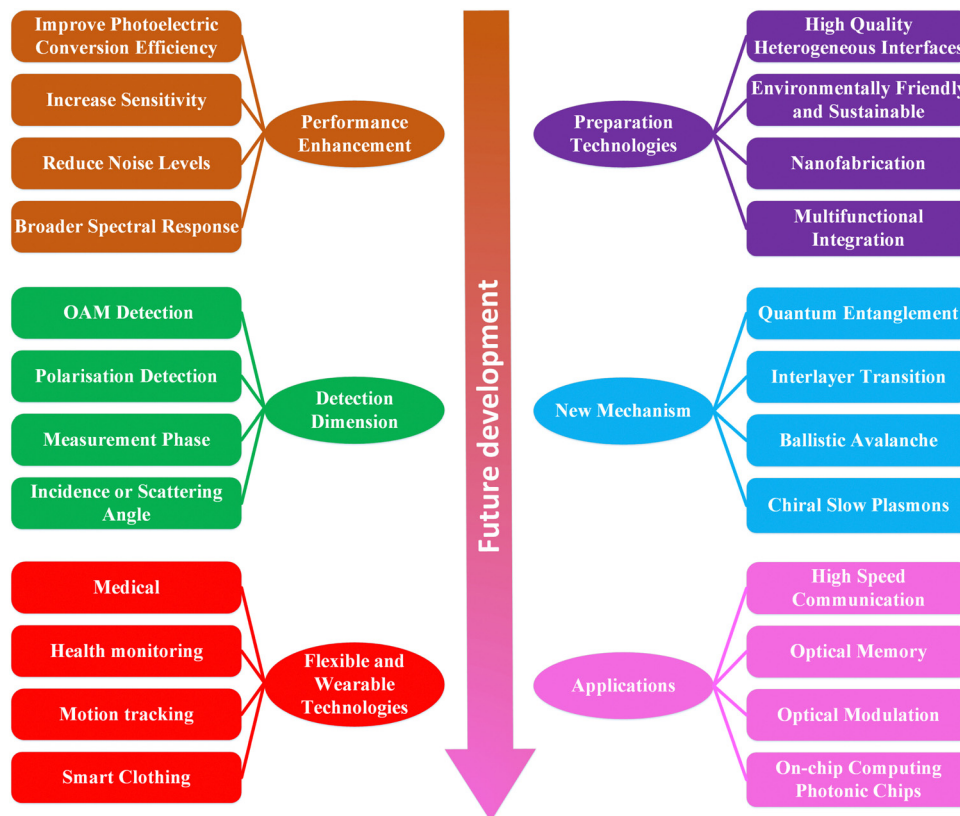 Improve Photoelectric
Conversion Efficiency
Increase Sensitivity
Reduce Noise Levels
Broader Spectral Response
Performance
Enhancement
OAM Detection
Polarisation Detection
Measurement Phase
Incidence or Scattering
Angle
Detection
Dimension
Medical
Health monitoring
Motion tracking
Smart Clothing
Flexible and
Wearable
Technologies
Future development
Preparation
Technologies
High Quality
Heterogeneous Interfaces
Environmentally Friendly
and Sustainable
Nanofabrication
Multifunctional
Integration
New Mechanism
Quantum Entanglement
Interlayer Transition
Ballistic Avalanche
Chiral Slow Plasmons
Applications
High Speed
Communication
Optical Memory
Optical Modulation
On-chip Computing
Photonic Chips